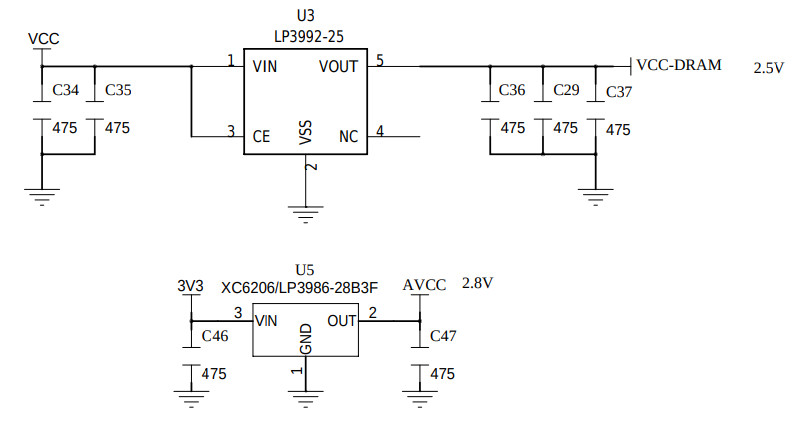 U3
LP3992-25
VCC
1
VIN
VOUT
5
VCC-DRAM
2.5V
C34
C35
C36
C29
C37
475
475
475
475
475
3
CE
VSS
NC
4
2
U5
XC6206/LP3986-28B3F
3V3
AVCC
2.8V
3
VIN
OUT
2
GND
C46
C47
1
475
475